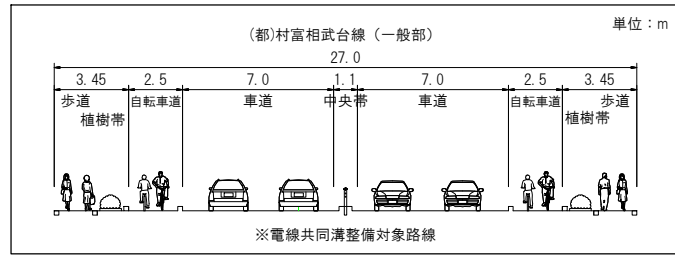 単位：m
(都)村富相武台線（一般部）
27.0
3.45 2.5 7.0 1.1 7.0 2.5 3.45
歩道 自転車道 車道 中央帯 車道 自転車道 歩道
植樹帯 植樹帯
※電線共同溝整備対象路線